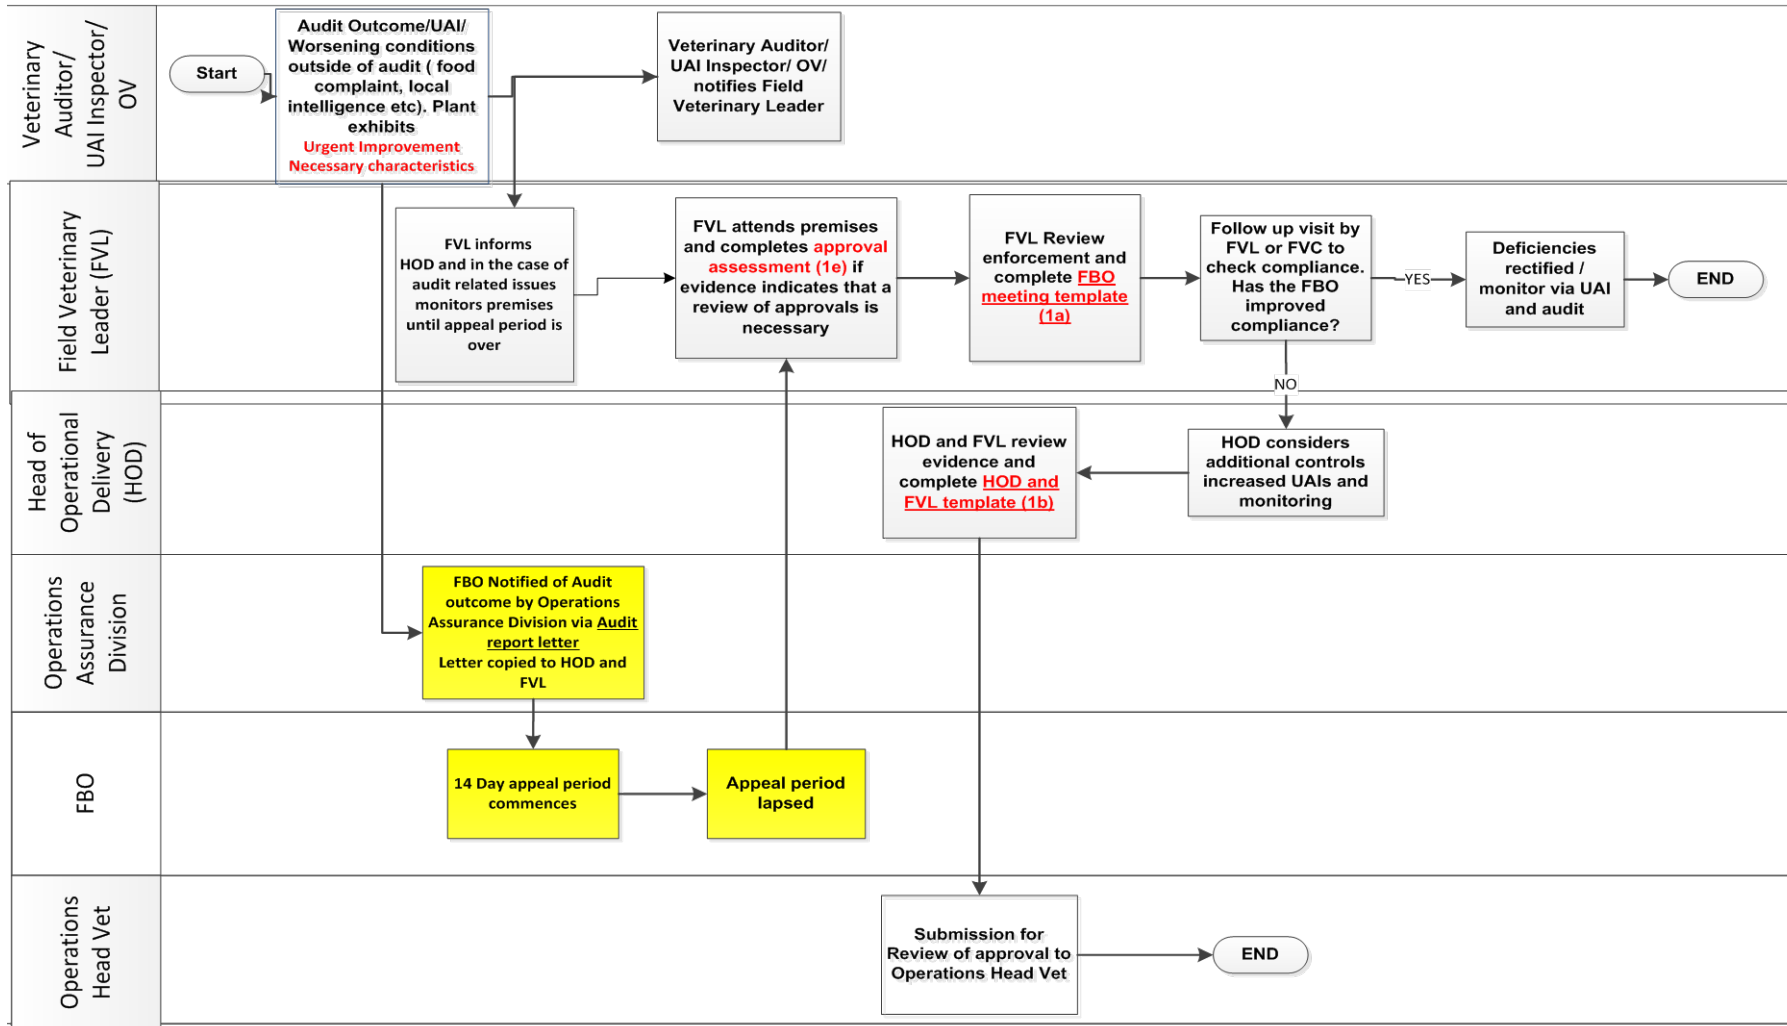 Veterinary
Auditor/
UAI Inspector/
OV
Start
Audit Outcome/UAI/
Worsening conditions
outside of audit ( food
complaint, local
intelligence etc). Plant
exhibits
Urgent Improvement
Necessary characteristics
Veterinary Auditor/
UAI Inspector/ OV/
notifies Field
Veterinary Leader
Field Veterinary
Leader (FVL)
FVL informs
HOD and in the case of
audit related issues
monitors premises
until appeal period is
over
FVL attends premises
and completes approval
assessment (1e) if
evidence indicates that a
review of approvals is
necessary
FVL Review
enforcement and
complete FBO
meeting template
(1a)
Follow up visit by
FVL or FVC to
check compliance.
Has the FBO
improved
compliance?
YES
Deficiencies
rectified /
monitor via UAI
and audit
END
NO
Head of
Operational
Delivery
(HOD)
HOD and FVL review
evidence and
complete HOD and
FVL template (1b)
HOD considers
additional controls
increased UAIs and
monitoring
Operations
Assurance
Division
FBO Notified of Audit
outcome by Operations
Assurance Division via Audit
report letter
Letter copied to HOD and
FVL
FBO
14 Day appeal period
commences
Appeal period
lapsed
Operations
Head Vet
Submission for
Review of approval to
Operations Head Vet
END